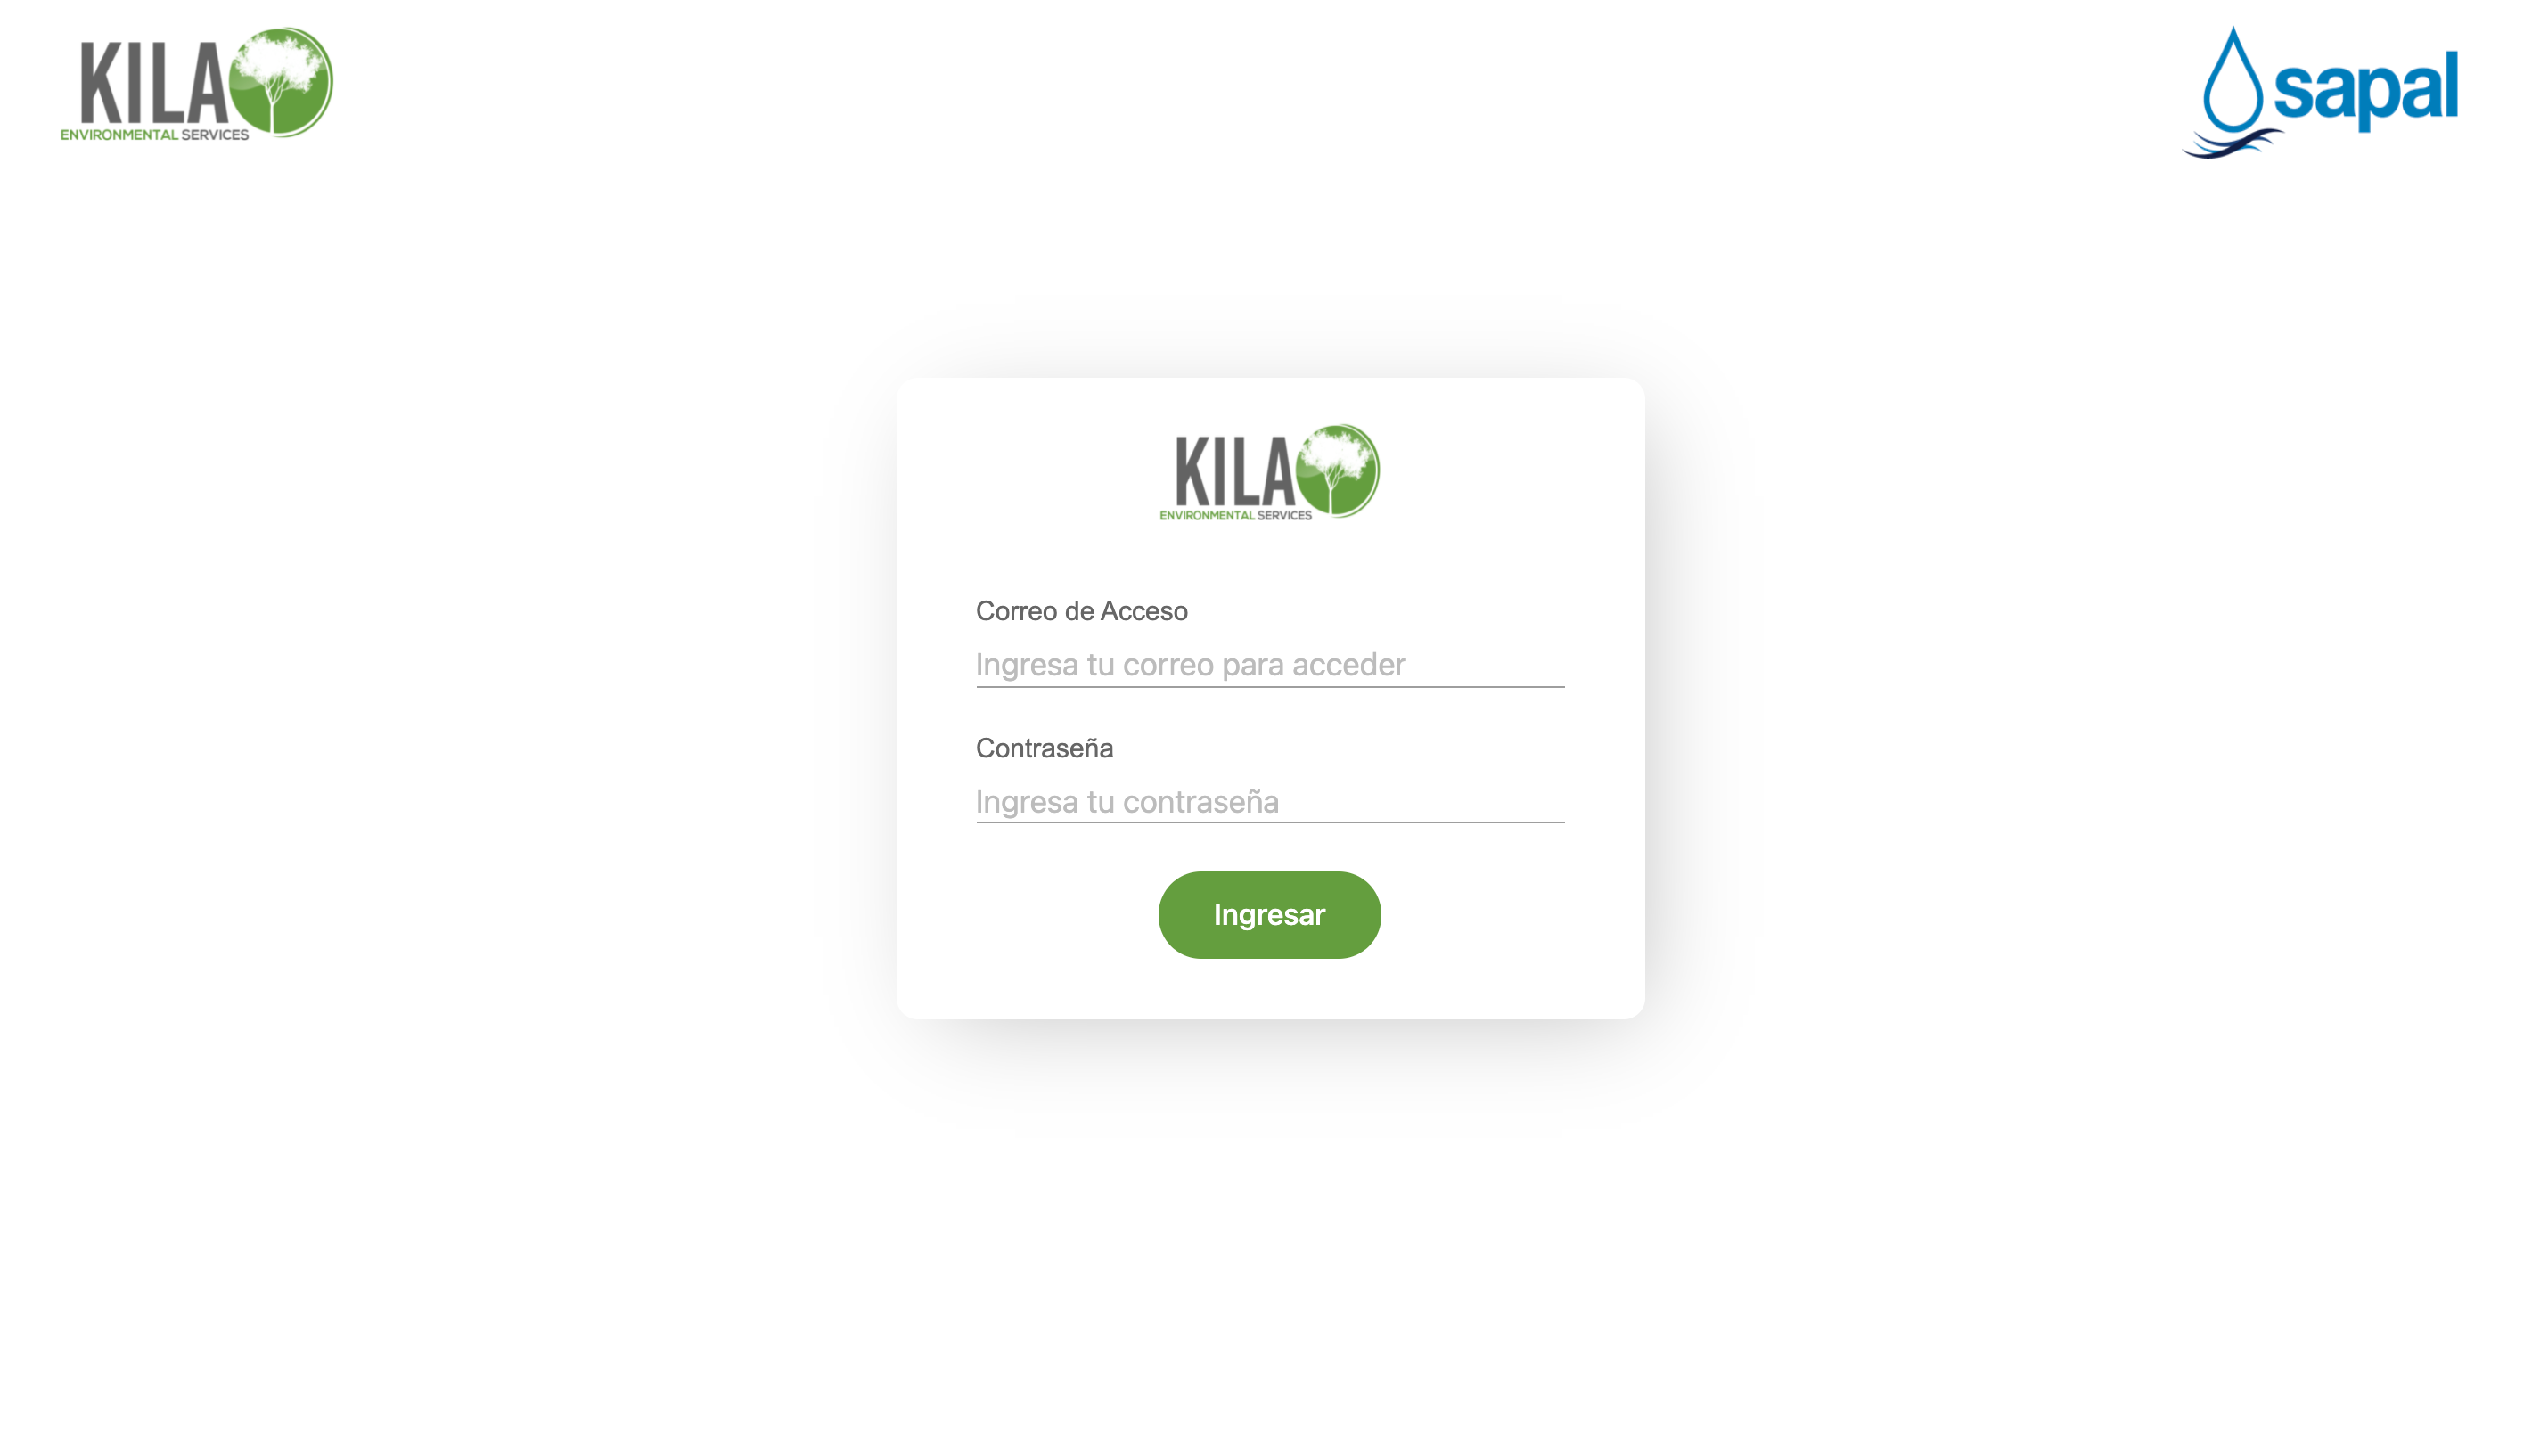 KILA
ENVIRONMENTAL SERVICES
sapal
KILA
ENVIRONMENTAL SERVICES
Correo de Acceso
Ingresa tu correo para acceder
Contraseña
Ingresa tu contraseña
Ingresar